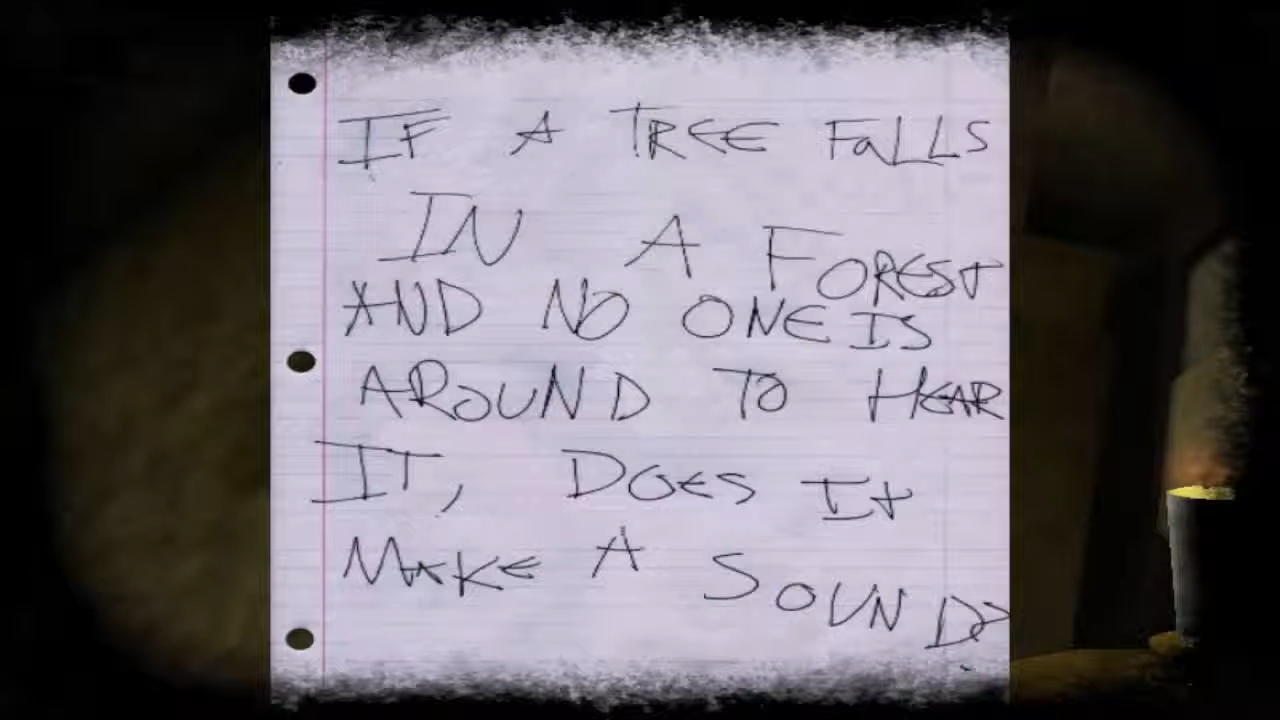 IF A TREE FaLLS
IN A FOREST
AND NO ONE IS
AROUND TO HEAR
IT, DOES It
MAKE A SOUND?